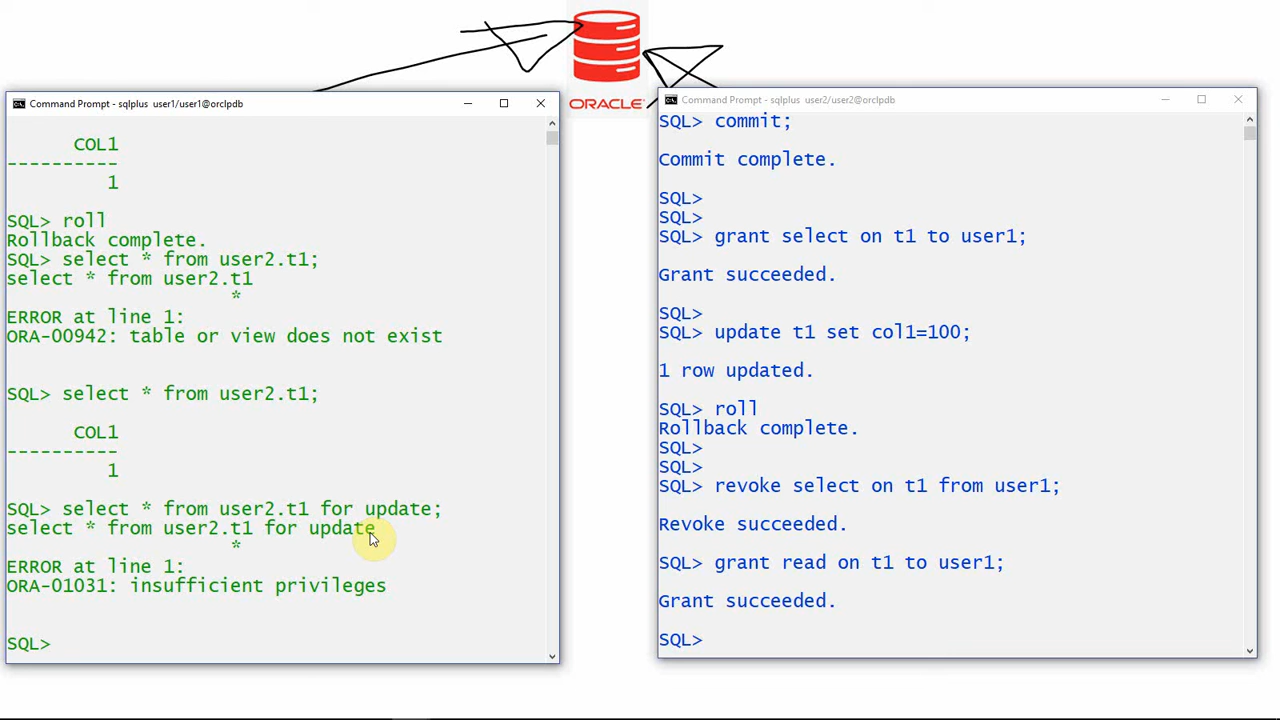 ORACLE
Command Prompt - sqlplus user1/user1@orclpdb
COL1
----------
1
SQL> roll
Rollback complete.
SQL> select * from user2.t1;
select * from user2.t1
*
ERROR at line 1:
ORA-00942: table or view does not exist
SQL> select * from user2.t1;
COL1
----------
1
SQL> select * from user2.t1 for update;
select * from user2.t1 for update
*
ERROR at line 1:
ORA-01031: insufficient privileges
SQL>
Command Prompt - sqlplus user2/user2@orclpdb
SQL> commit;
Commit complete.
SQL>
SQL>
SQL> grant select on t1 to user1;
Grant succeeded.
SQL>
SQL> update t1 set col1=100;
1 row updated.
SQL> roll
Rollback complete.
SQL>
SQL>
SQL> revoke select on t1 from user1;
Revoke succeeded.
SQL> grant read on t1 to user1;
Grant succeeded.
SQL>